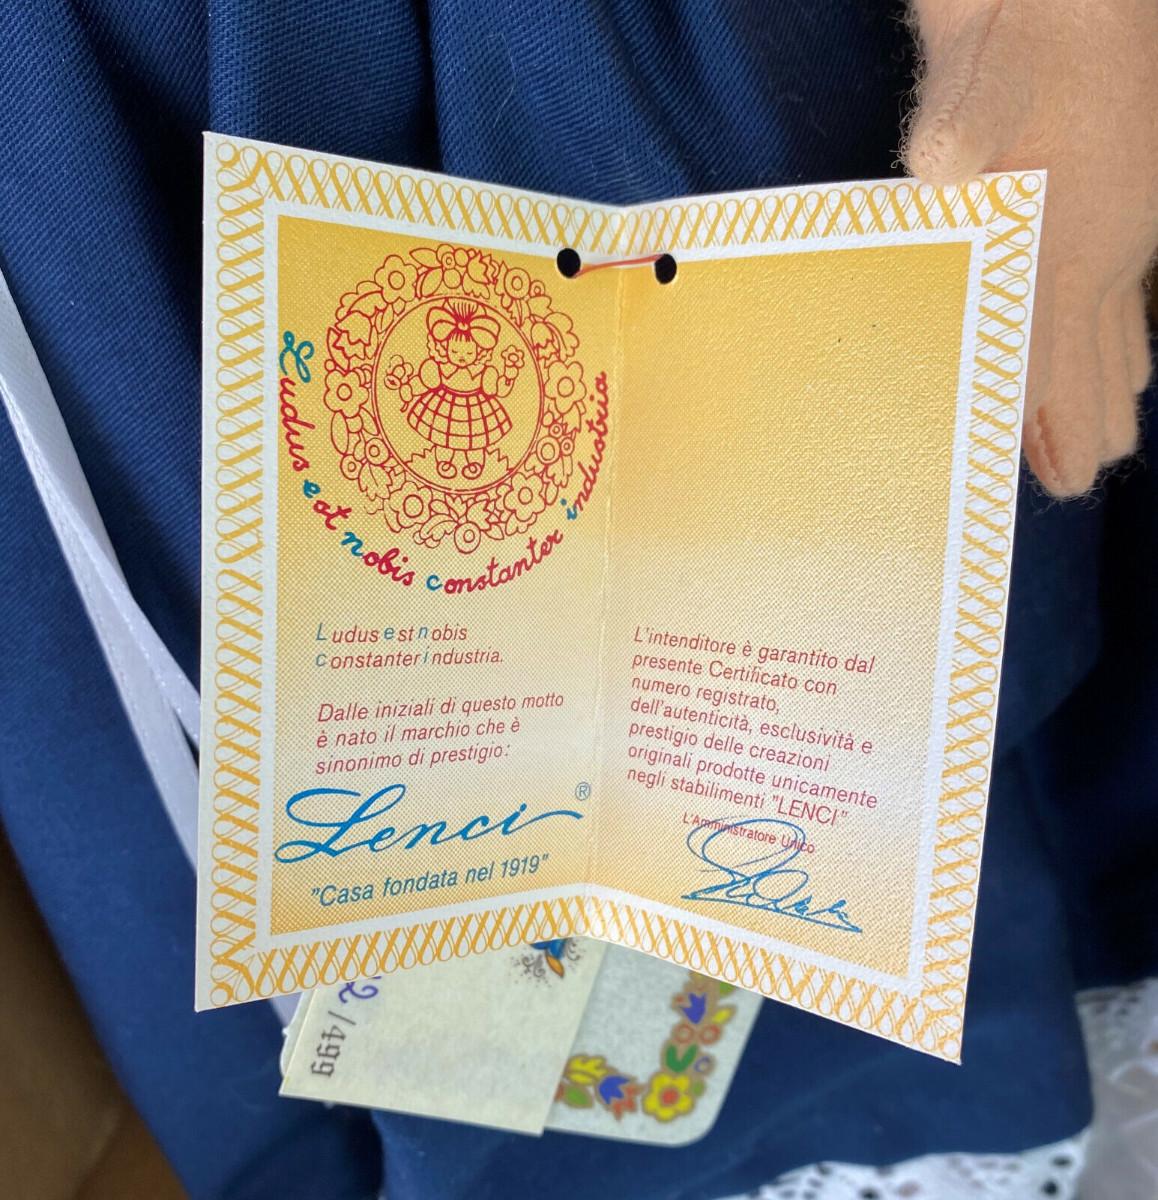 Ludus est nobis constanter industria
Ludus est nobis
constanter industria.
Dalle iniziali di questo motto
è nato il marchio che è
sinonimo di prestigio:
Lenci®
"Casa fondata nel 1919"
L'intenditore è garantito dal
presente Certificato con
numero registrato,
dell'autenticità, esclusività e
prestigio delle creazioni
originali prodotte unicamente
negli stabilimenti "LENCI"
L'Amministratore Unico
2/499